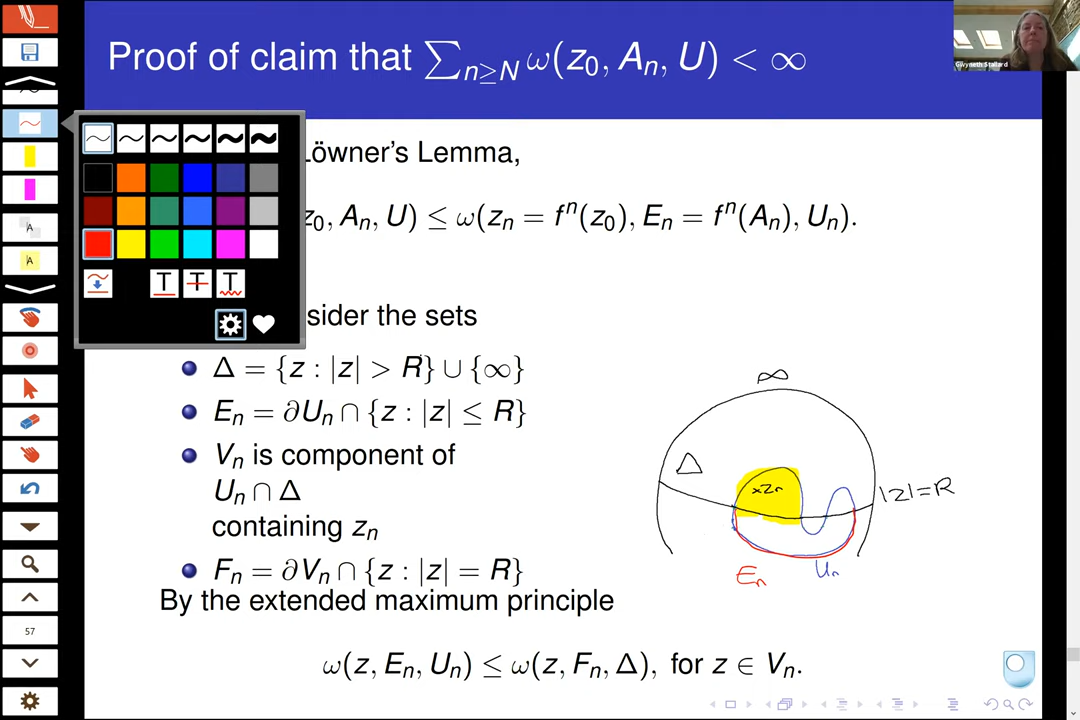 Proof of claim that ∑n≥N ω(z0, An, U) < ∞
Löwner's Lemma,
z0, An, U) ≤ ω(zn = fⁿ(z0), En = fⁿ(An), Un).
sider the sets
Δ = {z : |z| > R} ∪ {∞}
En = ∂Un ∩ {z : |z| ≤ R}
Vn is component of
Un ∩ Δ
containing zn
Fn = ∂Vn ∩ {z : |z| = R}
By the extended maximum principle
ω(z, En, Un) ≤ ω(z, Fn, Δ), for z ∈ Vn.
∞
Δ
xZn
|z|=R
En
Un
Gwyneth Stallard
A
A
T
T
T
57